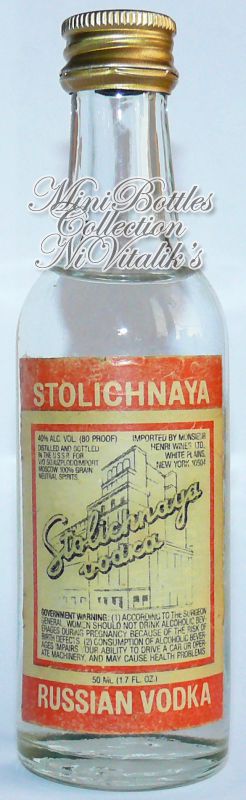 Mini Bottles
Collection
NiVitalik's
STOLICHNAYA
40% ALC. VOL. (80 PROOF)
DISTILLED AND BOTTLED
IN THE U.S.S.R. FOR
V/O SOJUZPLODOIMPORT
MOSCOW 100% GRAIN
NEUTRAL SPIRITS.
IMPORTED BY MONSIEUR
HENRI WINES LTD.,
WHITE PLAINS,
NEW YORK 10604
Stolichnaya
vodka
GOVERNMENT WARNING: (1) ACCORDING TO THE SURGEON
GENERAL, WOMEN SHOULD NOT DRINK ALCOHOLIC BEV-
ERAGES DURING PREGNANCY BECAUSE OF THE RISK OF
BIRTH DEFECTS. (2) CONSUMPTION OF ALCOHOLIC BEVER-
AGES IMPAIRS YOUR ABILITY TO DRIVE A CAR OR OPER-
ATE MACHINERY, AND MAY CAUSE HEALTH PROBLEMS.
50 ML (1.7 FL. OZ.)
RUSSIAN VODKA